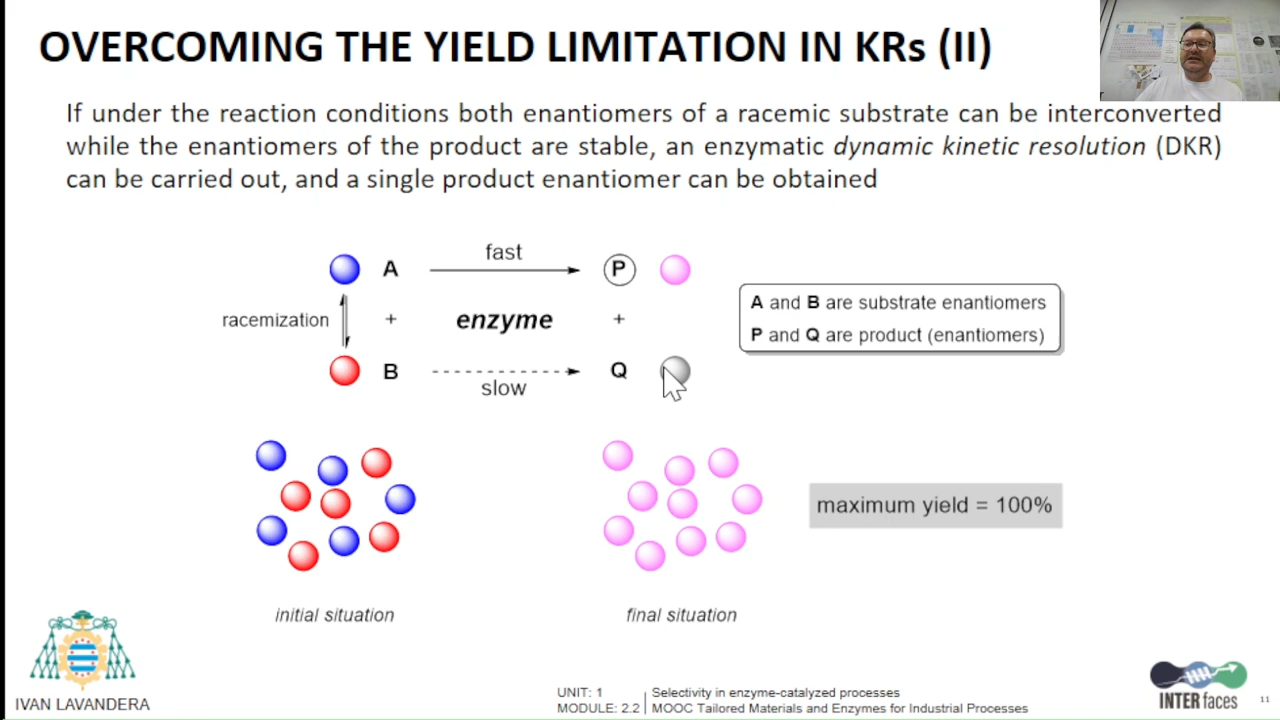 OVERCOMING THE YIELD LIMITATION IN KRs (II)
If under the reaction conditions both enantiomers of a racemic substrate can be interconverted
while the enantiomers of the product are stable, an enzymatic dynamic kinetic resolution (DKR)
can be carried out, and a single product enantiomer can be obtained
A
fast
P
racemization
+
enzyme
+
B
slow
Q
A and B are substrate enantiomers
P and Q are product (enantiomers)
maximum yield = 100%
initial situation
final situation
IVAN LAVANDERA
UNIT: 1
MODULE: 2.2
Selectivity in enzyme-catalyzed processes
MOOC Tailored Materials and Enzymes for Industrial Processes
INTERfaces
11